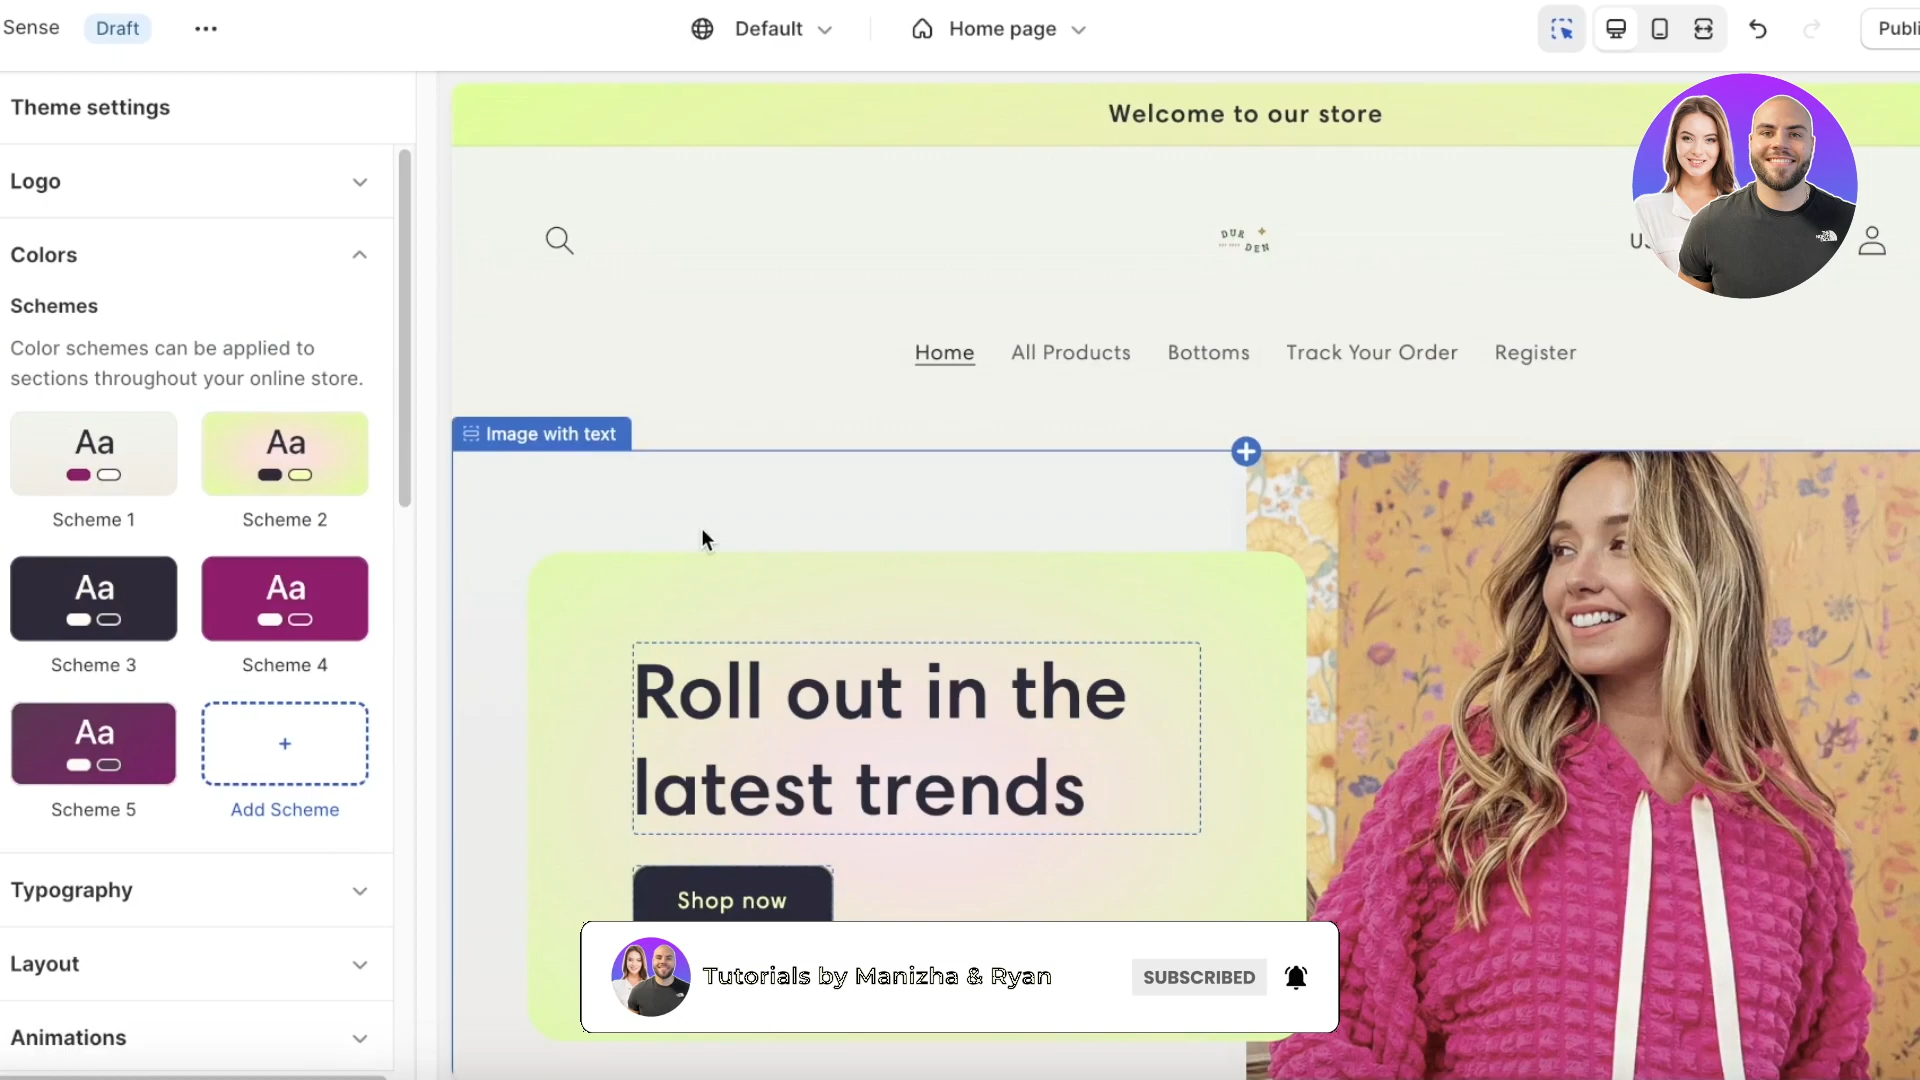 Sense
Draft
Default
Home page
Theme settings
Logo
Colors
Schemes
Color schemes can be applied to
sections throughout your online store.
Aa
Scheme 1
Aa
Scheme 2
Aa
Scheme 3
Aa
Scheme 4
Aa
Scheme 5
+
Add Scheme
Typography
Layout
Animations
Welcome to our store
DUR
DEN
Home
All Products
Bottoms
Track Your Order
Register
Image with text
Roll out in the
latest trends
Shop now
Tutorials by Manizha & Ryan
SUBSCRIBED